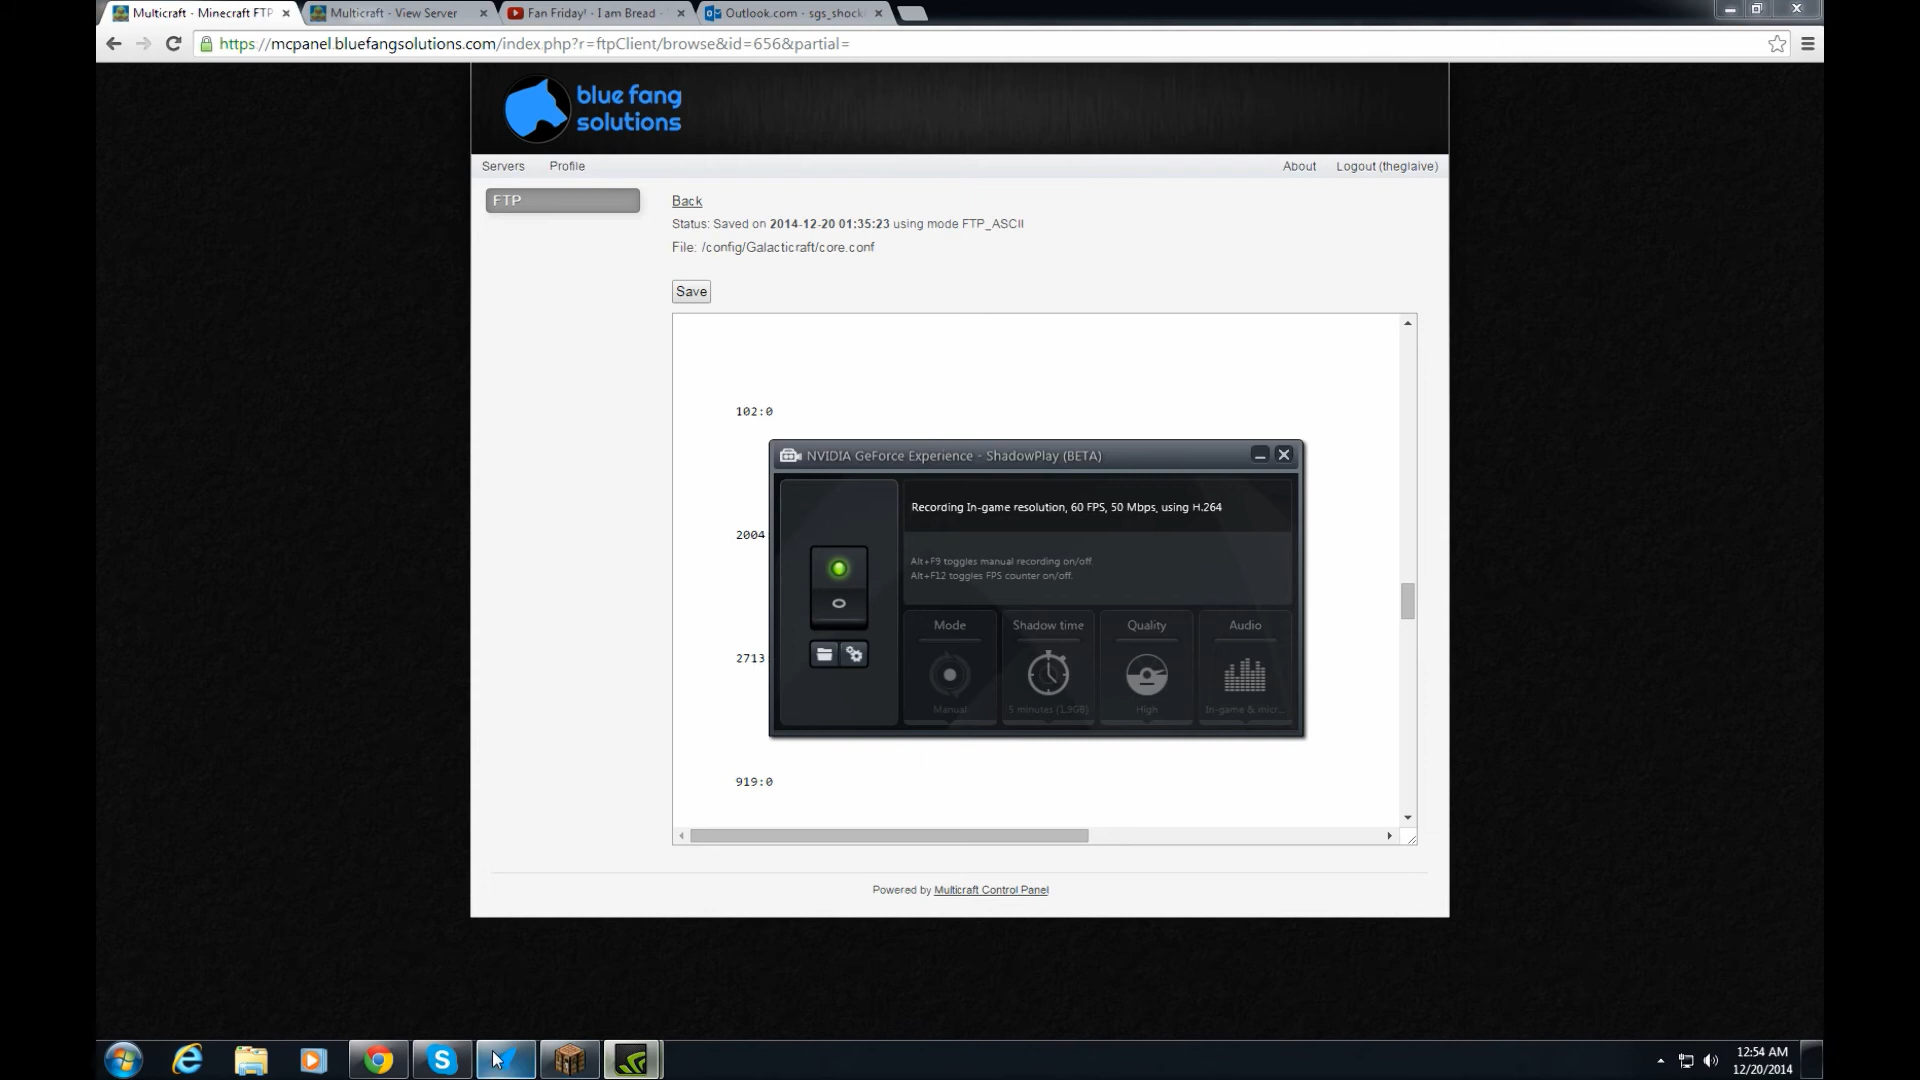 Multicraft - Minecraft FTP
Multicraft - View Server
Fan Friday! - I am Bread -
Outlook.com - sgs_shock
https://mcpanel.bluefangsolutions.com/index.php?r=ftpClient/browse&id=656&partial=
blue fang
solutions
Servers
Profile
About
Logout (theglaive)
FTP
Back
Status: Saved on 2014-12-20 01:35:23 using mode FTP_ASCII
File: /config/Galacticraft/core.conf
Save
102:0
NVIDIA GeForce Experience - ShadowPlay (BETA)
Recording In-game resolution, 60 FPS, 50 Mbps, using H.264
2004
Alt+F9 toggles manual recording on/off.
Alt+F12 toggles FPS counter on/off.
Mode
Shadow time
Quality
Audio
2713
Manual
5 minutes (1.9GB)
High
In-game & micr...
919:0
Powered by Multicraft Control Panel
12:54 AM
12/20/2014